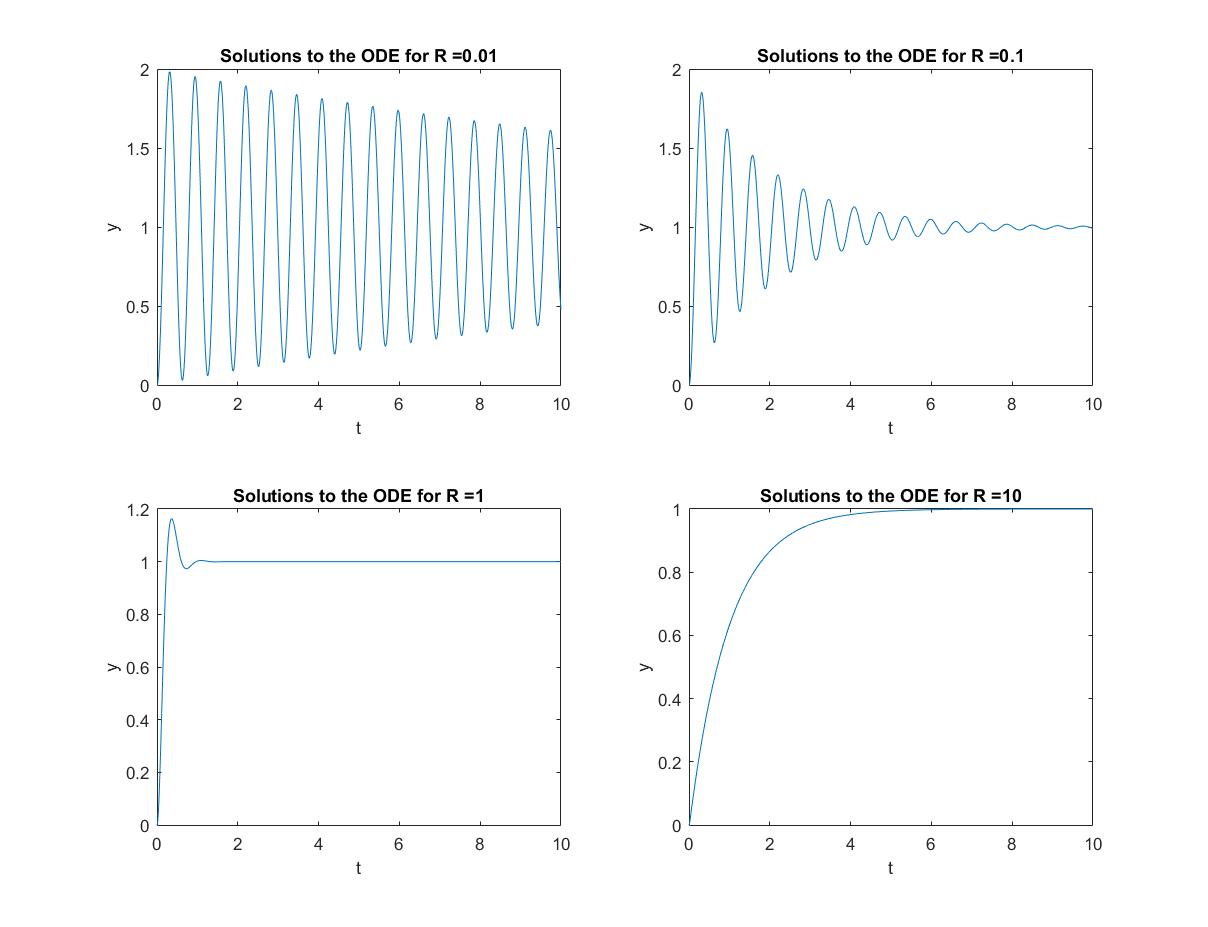 Solutions to the ODE for R =0.01
2
1.5
1
0.5
0
y
0 2 4 6 8 10
t
Solutions to the ODE for R =0.1
2
1.5
1
0.5
0
y
0 2 4 6 8 10
t
Solutions to the ODE for R =1
1.2
1
0.8
0.6
0.4
0.2
0
y
0 2 4 6 8 10
t
Solutions to the ODE for R =10
1
0.8
0.6
0.4
0.2
0
y
0 2 4 6 8 10
t